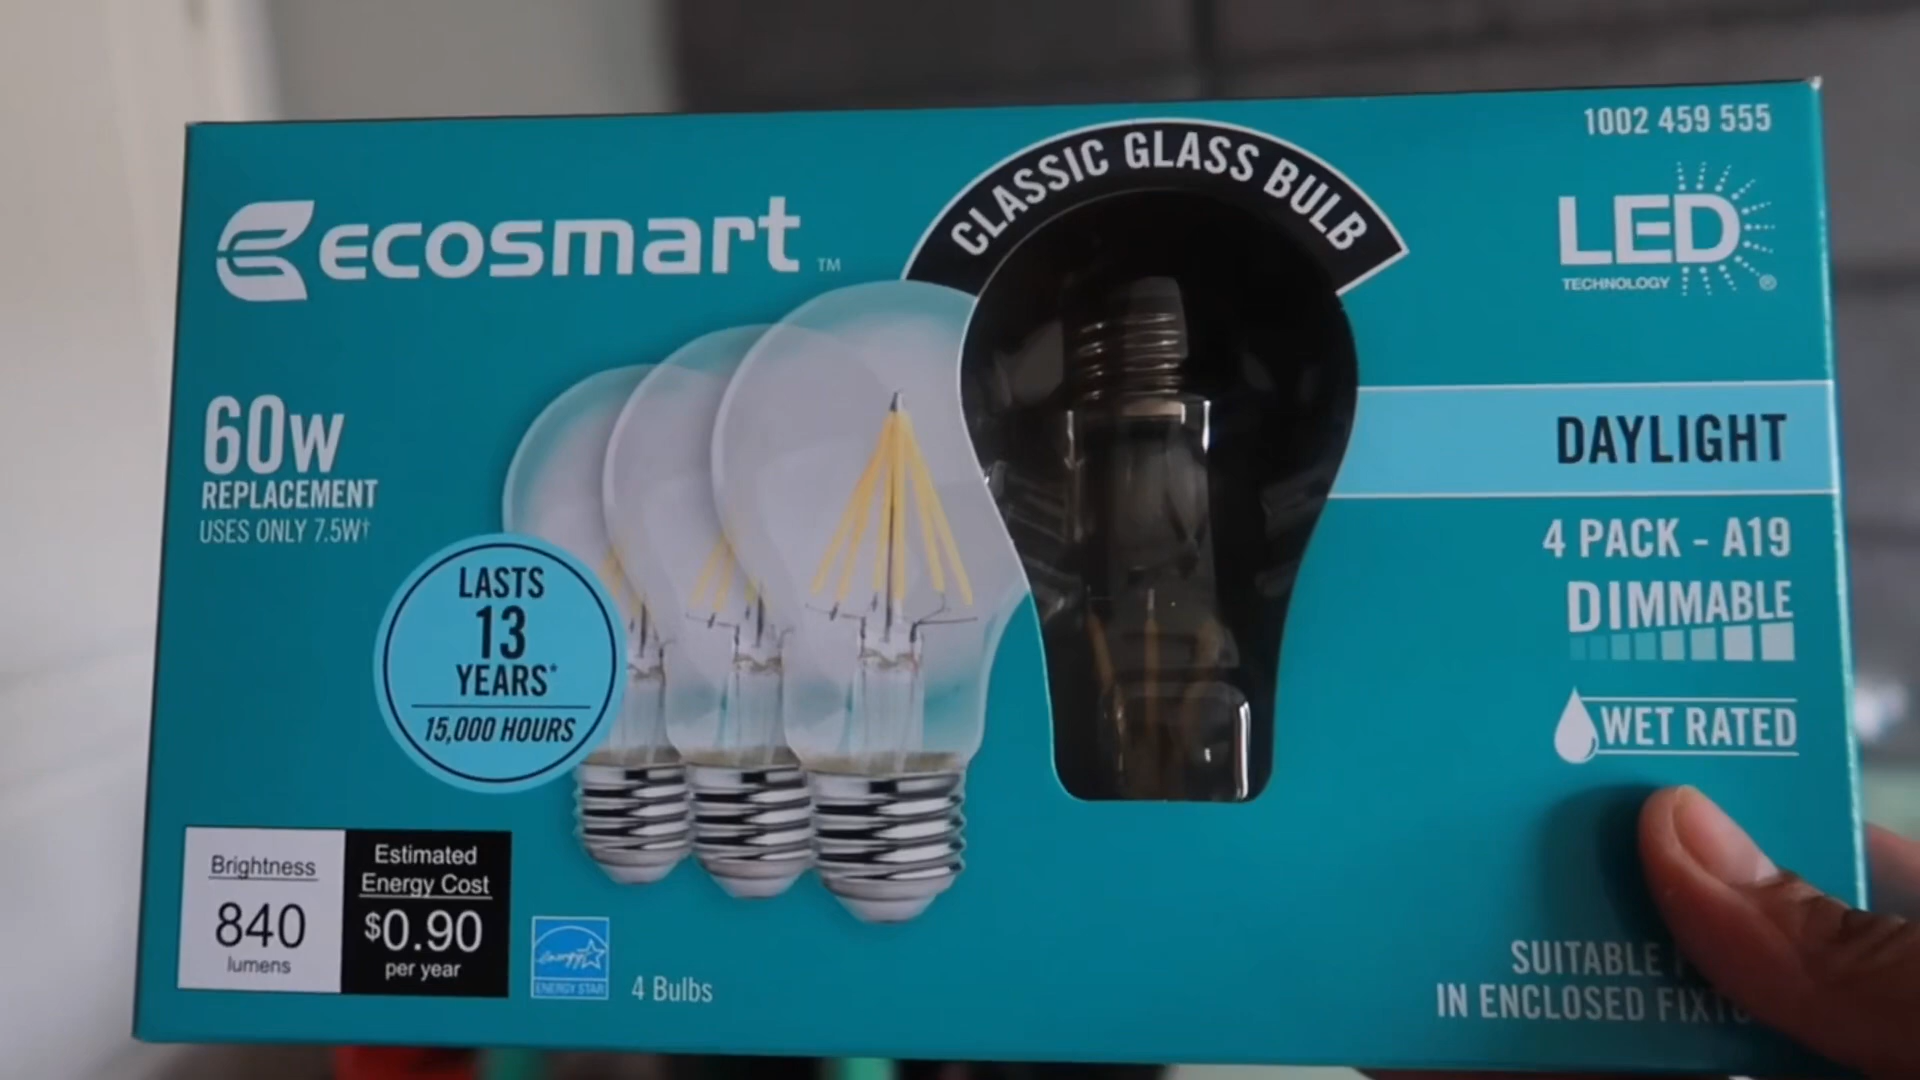 1002 459 555
CLASSIC GLASS BULB
ECOSMART™
LED
TECHNOLOGY ®
60W
REPLACEMENT
USES ONLY 7.5W†
DAYLIGHT
4 PACK - A19
DIMMABLE
WET RATED
LASTS
13
YEARS*
15,000 HOURS
Brightness
840
lumens
Estimated
Energy Cost
$0.90
per year
energy
ENERGY STAR
4 Bulbs
SUITABLE
IN ENCLOSED